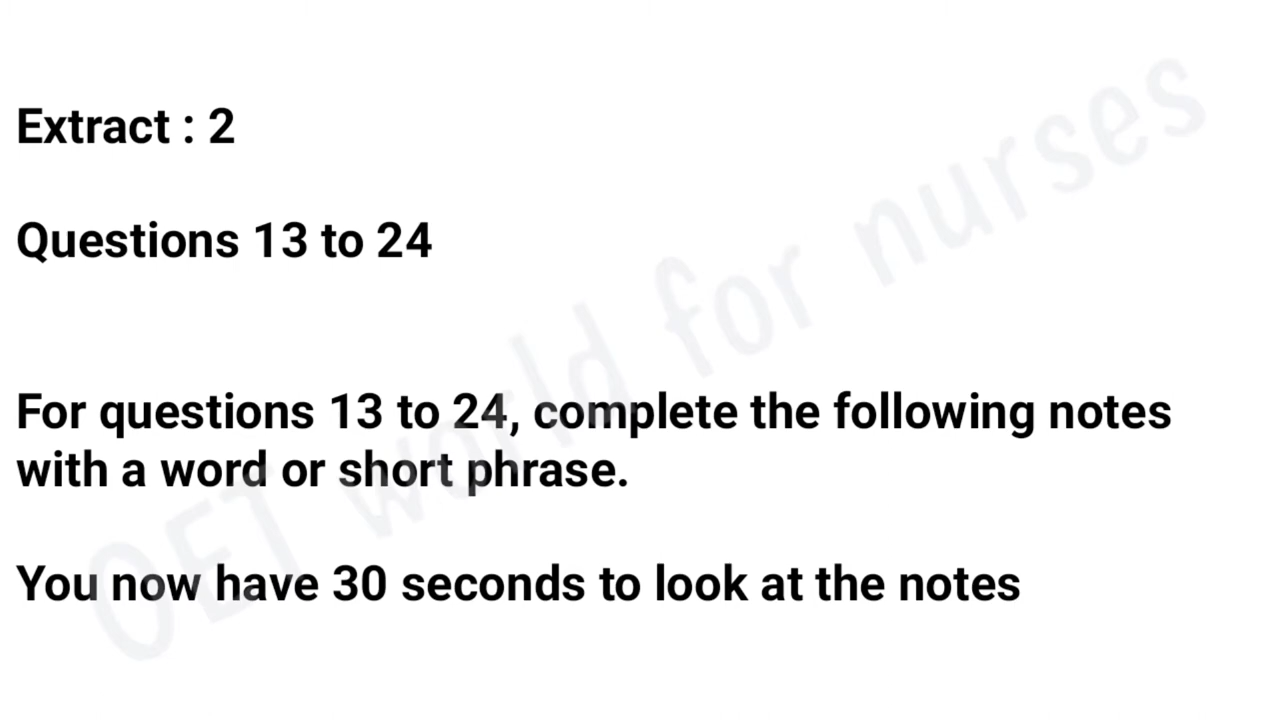 Extract : 2
Questions 13 to 24
For questions 13 to 24, complete the following notes
with a word or short phrase.
You now have 30 seconds to look at the notes
OET world for nurses